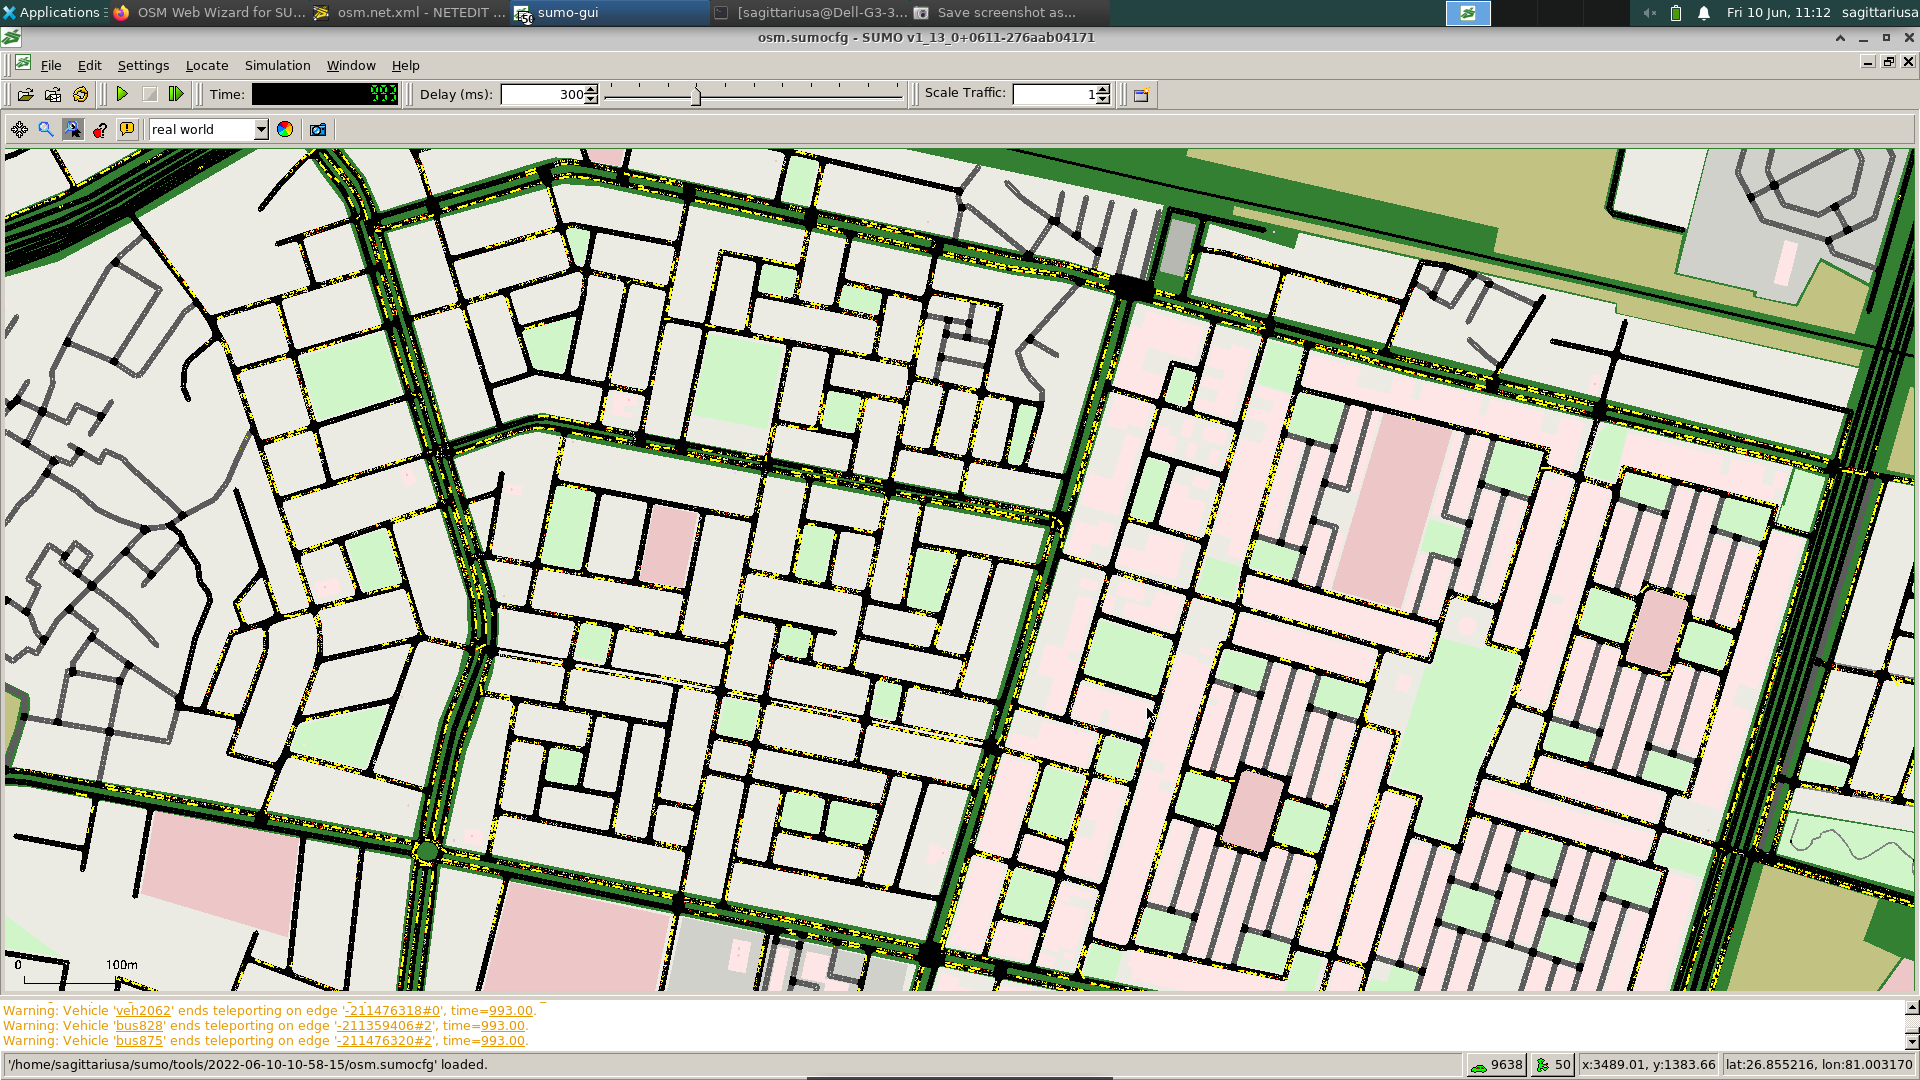 Applications
OSM Web Wizard for SU...
osm.net.xml - NETEDIT ...
sumo-gui
[sagittariusa@Dell-G3-3...
Save screenshot as...
Fri 10 Jun, 11:12
sagittariusa
osm.sumocfg - SUMO v1_13_0+0611-276aab04171
File Edit Settings Locate Simulation Window Help
Time: 993 Delay (ms): 300 Scale Traffic: 1
real world
0 100m
Warning: Vehicle 'veh2062' ends teleporting on edge '-211476318#0', time=993.00.
Warning: Vehicle 'bus828' ends teleporting on edge '-211359406#2', time=993.00.
Warning: Vehicle 'bus875' ends teleporting on edge '-211476320#2', time=993.00.
'/home/sagittariusa/sumo/tools/2022-06-10-10-58-15/osm.sumocfg' loaded.
9638
50
x:3489.01, y:1383.66
lat:26.855216, lon:81.003170